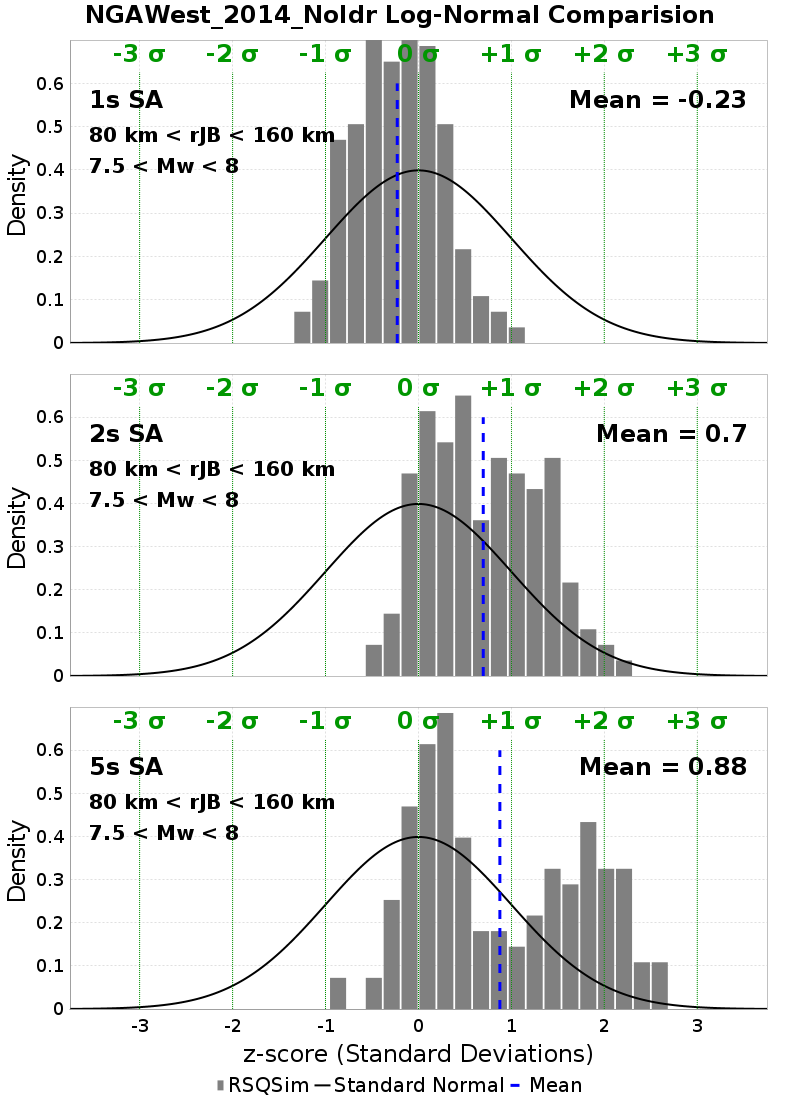 NGAWest_2014_NoIdr Log-Normal Comparision
-3 σ -2 σ -1 σ 0 σ +1 σ +2 σ +3 σ
0.6
1s SA Mean = -0.23
0.5
80 km < rJB < 160 km
7.5 < Mw < 8
0.4
0.3
0.2
0.1
0
Density
-3 σ -2 σ -1 σ 0 σ +1 σ +2 σ +3 σ
0.6
2s SA Mean = 0.7
0.5
80 km < rJB < 160 km
7.5 < Mw < 8
0.4
0.3
0.2
0.1
0
Density
-3 σ -2 σ -1 σ 0 σ +1 σ +2 σ +3 σ
0.6
5s SA Mean = 0.88
0.5
80 km < rJB < 160 km
7.5 < Mw < 8
0.4
0.3
0.2
0.1
0
Density
-3 -2 -1 0 1 2 3
z-score (Standard Deviations)
RSQSim Standard Normal Mean